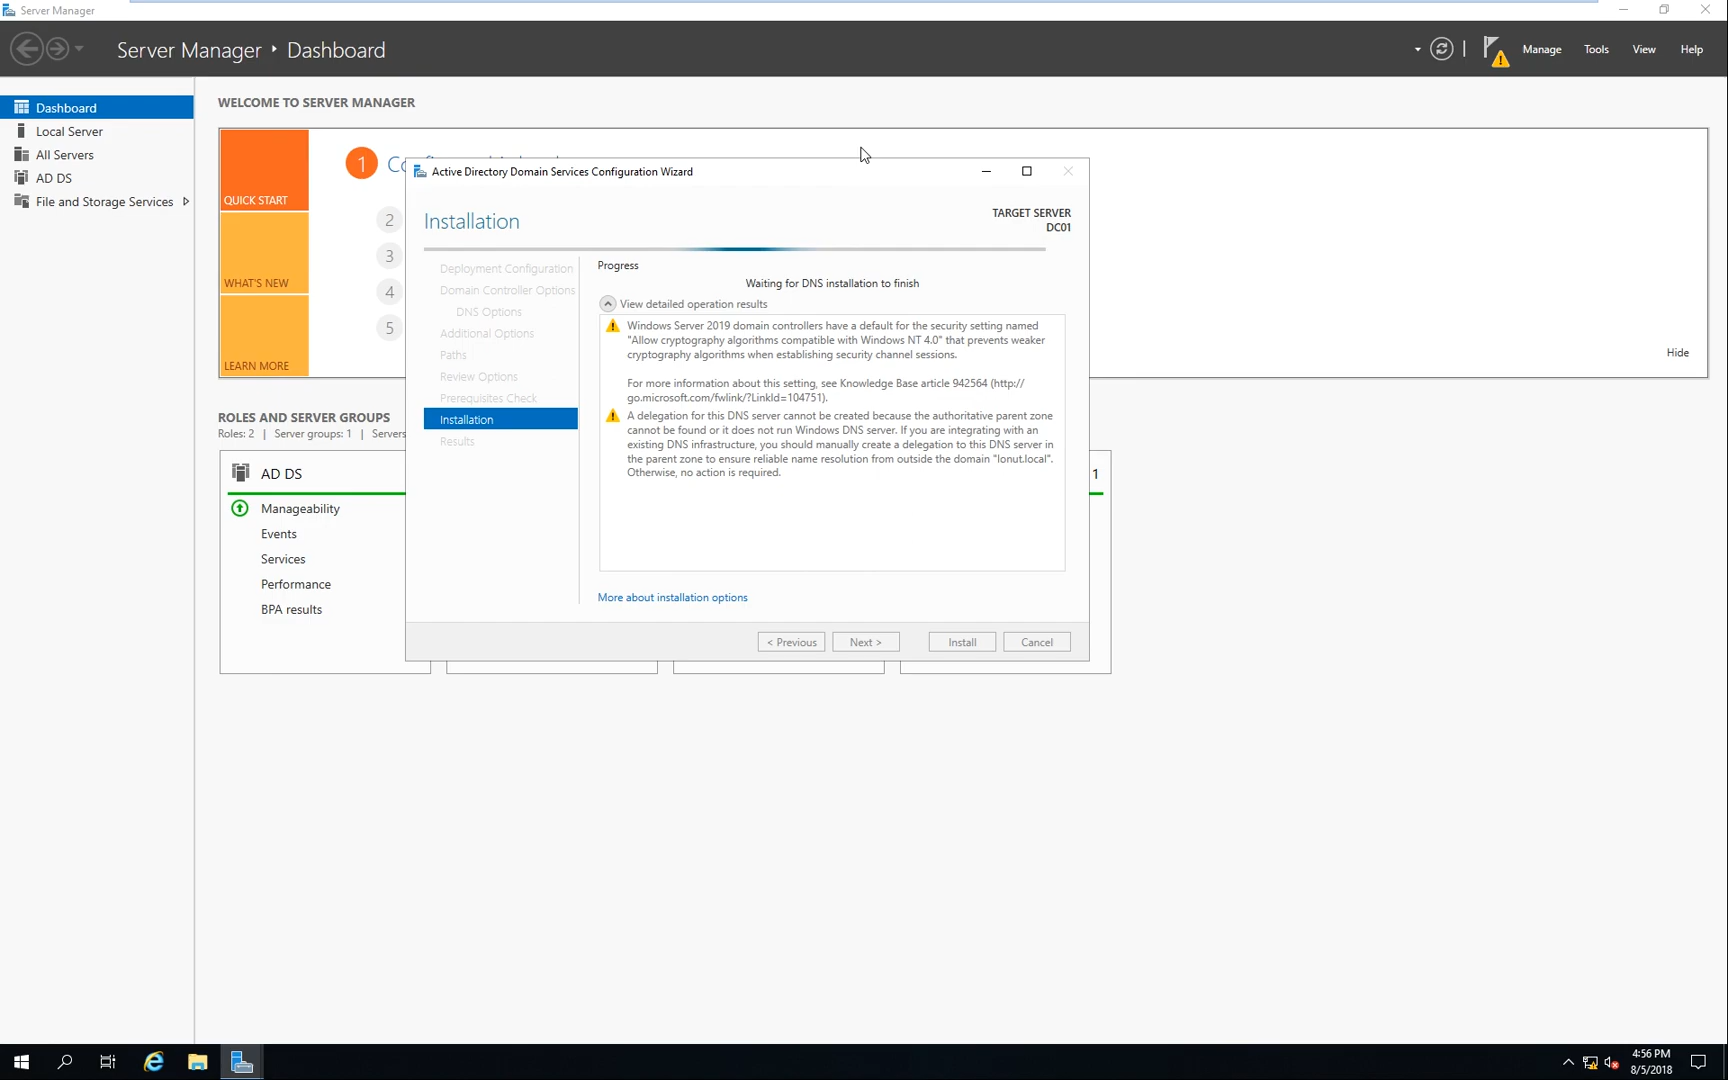 Server Manager
Server Manager • Dashboard
Manage
Tools
View
Help
Dashboard
Local Server
All Servers
AD DS
File and Storage Services
WELCOME TO SERVER MANAGER
QUICK START
WHAT'S NEW
LEARN MORE
1
2
3
4
5
Hide
ROLES AND SERVER GROUPS
Roles: 2 | Server groups: 1 | Servers
AD DS
1
Manageability
Events
Services
Performance
BPA results
Active Directory Domain Services Configuration Wizard
Installation
TARGET SERVER
DC01
Deployment Configuration
Domain Controller Options
DNS Options
Additional Options
Paths
Review Options
Prerequisites Check
Installation
Results
Progress
Waiting for DNS installation to finish
View detailed operation results
Windows Server 2019 domain controllers have a default for the security setting named
"Allow cryptography algorithms compatible with Windows NT 4.0" that prevents weaker
cryptography algorithms when establishing security channel sessions.
For more information about this setting, see Knowledge Base article 942564 (http://
go.microsoft.com/fwlink/?LinkId=104751).
A delegation for this DNS server cannot be created because the authoritative parent zone
cannot be found or it does not run Windows DNS server. If you are integrating with an
existing DNS infrastructure, you should manually create a delegation to this DNS server in
the parent zone to ensure reliable name resolution from outside the domain "Ionut.local".
Otherwise, no action is required.
More about installation options
< Previous
Next >
Install
Cancel
4:56 PM
8/5/2018